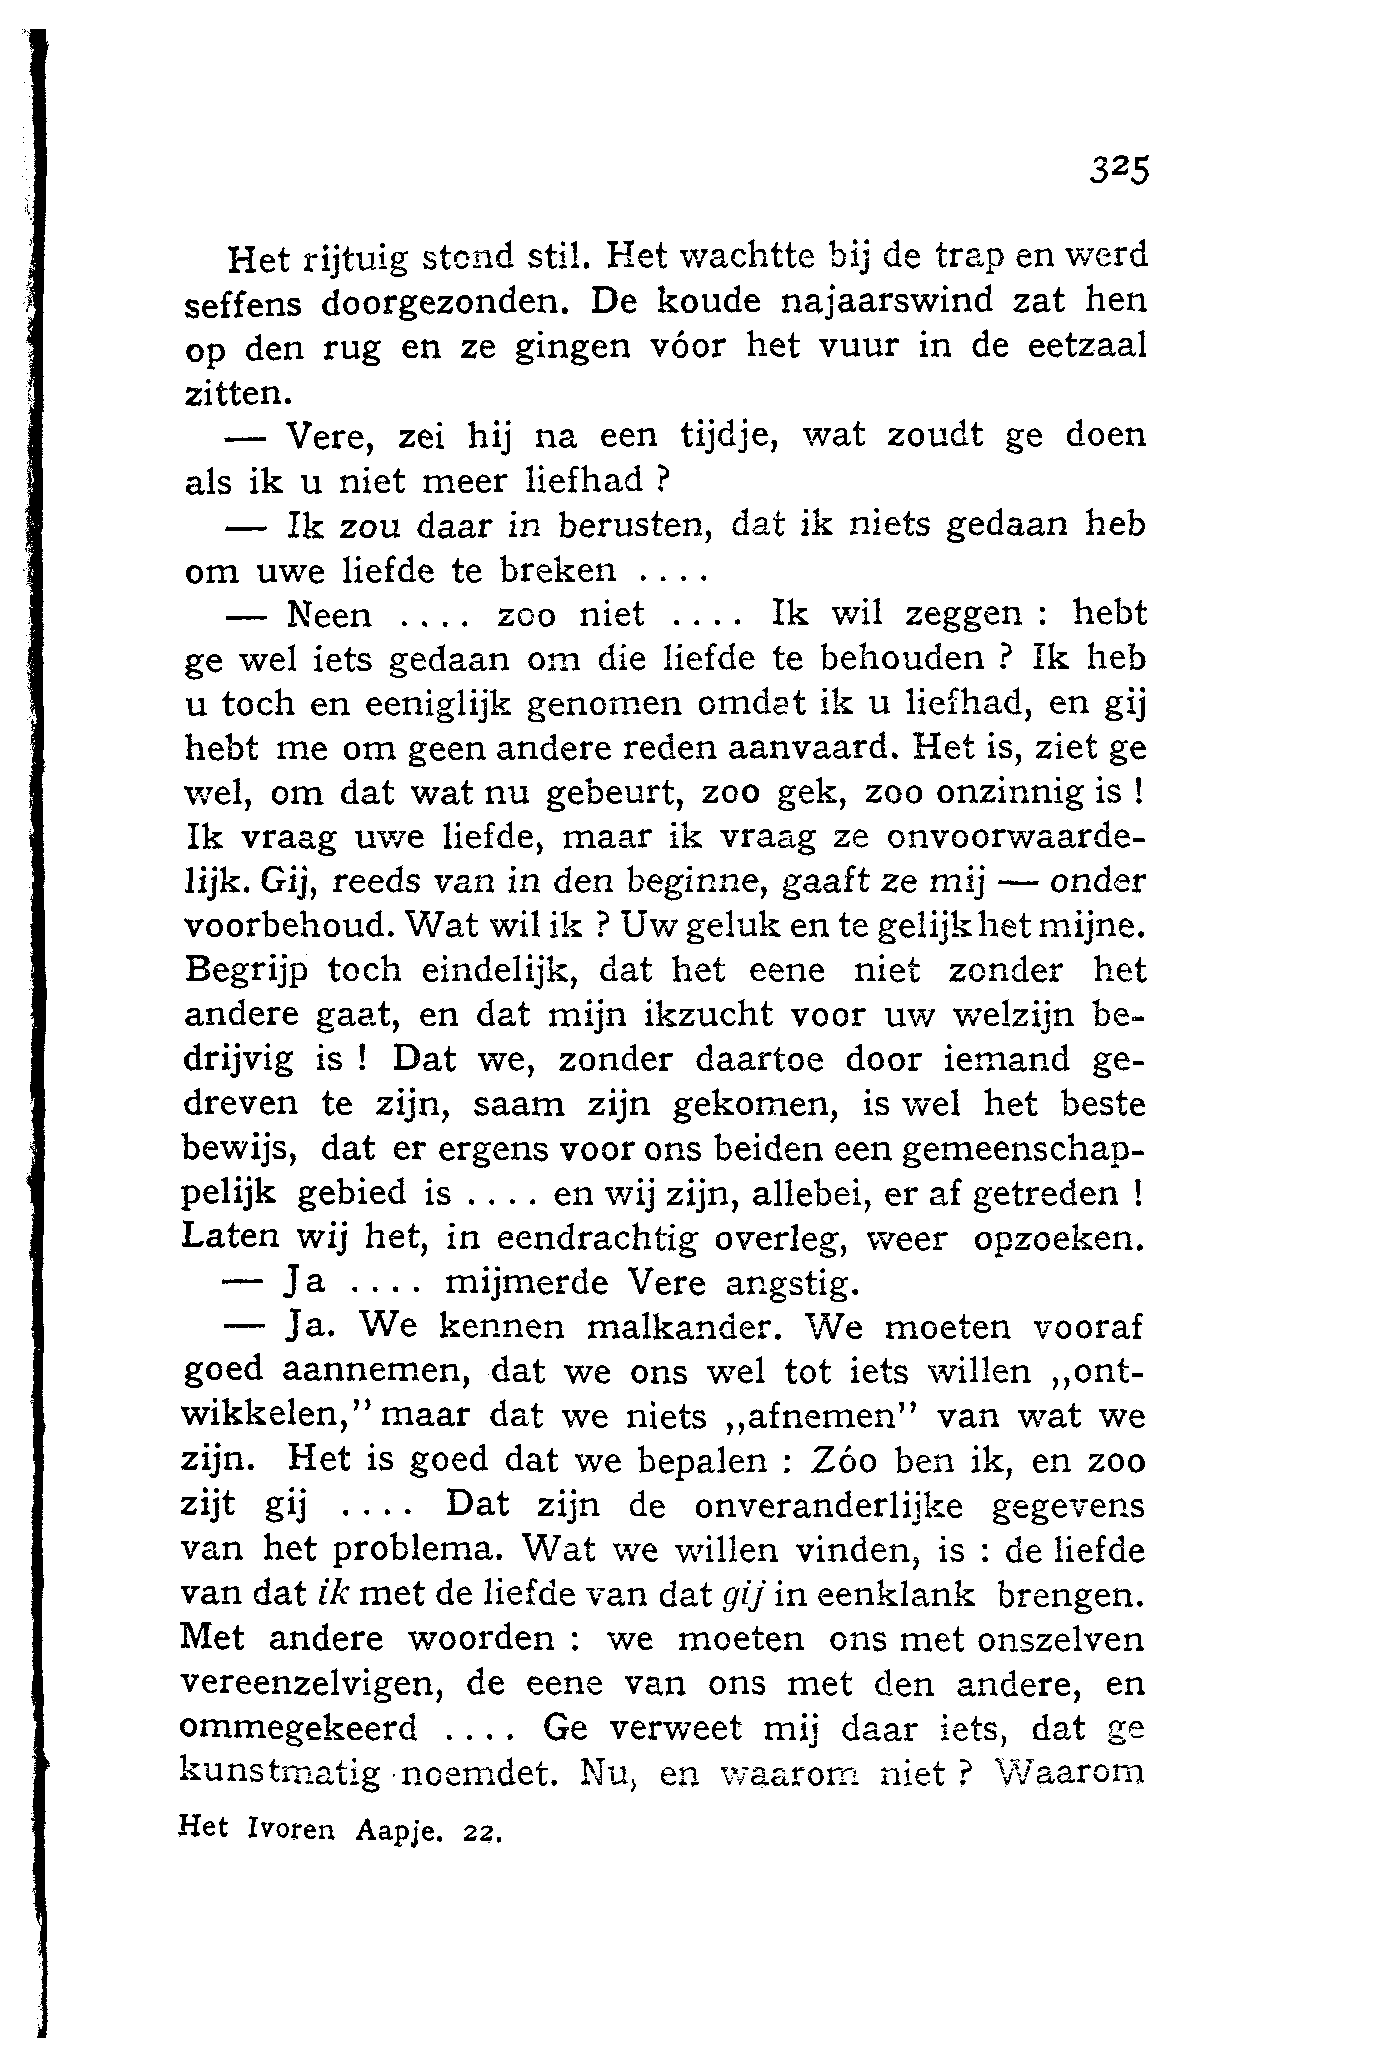 325
Het rijtuig stond stil. Het wachtte bij de trap en werd
seffens doorgezonden. De koude najaarswind zat hen
op den rug en ze gingen vóor het vuur in de eetzaal
zitten.
— Vere, zei hij na een tijdje, wat zoudt ge doen
als ik u niet meer liefhad ?
— Ik zou daar in berusten, dat ik niets gedaan heb
om uwe liefde te breken ....
— Neen .... zoo niet .... Ik wil zeggen : hebt
ge wel iets gedaan om die liefde te behouden ? Ik heb
u toch en eeniglijk genomen omdat ik u liefhad, en gij
hebt me om geen andere reden aanvaard. Het is, ziet ge
wel, om dat wat nu gebeurt, zoo gek, zoo onzinnig is !
Ik vraag uwe liefde, maar ik vraag ze onvoorwaarde-
lijk. Gij, reeds van in den beginne, gaaft ze mij — onder
voorbehoud. Wat wil ik ? Uw geluk en te gelijk het mijne.
Begrijp toch eindelijk, dat het eene niet zonder het
andere gaat, en dat mijn ikzucht voor uw welzijn be-
drijvig is ! Dat we, zonder daartoe door iemand ge-
dreven te zijn, saam zijn gekomen, is wel het beste
bewijs, dat er ergens voor ons beiden een gemeenschap-
pelijk gebied is .... en wij zijn, allebei, er af getreden !
Laten wij het, in eendrachtig overleg, weer opzoeken.
— Ja .... mijmerde Vere angstig.
— Ja. We kennen malkander. We moeten vooraf
goed aannemen, dat we ons wel tot iets willen „ont-
wikkelen,” maar dat we niets „afnemen” van wat we
zijn. Het is goed dat we bepalen : Zóo ben ik, en zoo
zijt gij .... Dat zijn de onveranderlijke gegevens
van het problema. Wat we willen vinden, is : de liefde
van dat ik met de liefde van dat gij in eenklank brengen.
Met andere woorden : we moeten ons met onszelven
vereenzelvigen, de eene van ons met den andere, en
ommegekeerd .... Ge verweet mij daar iets, dat ge
kunstmatig noemdet. Nu, en waarom niet ? Waarom
Het Ivoren Aapje. 22.